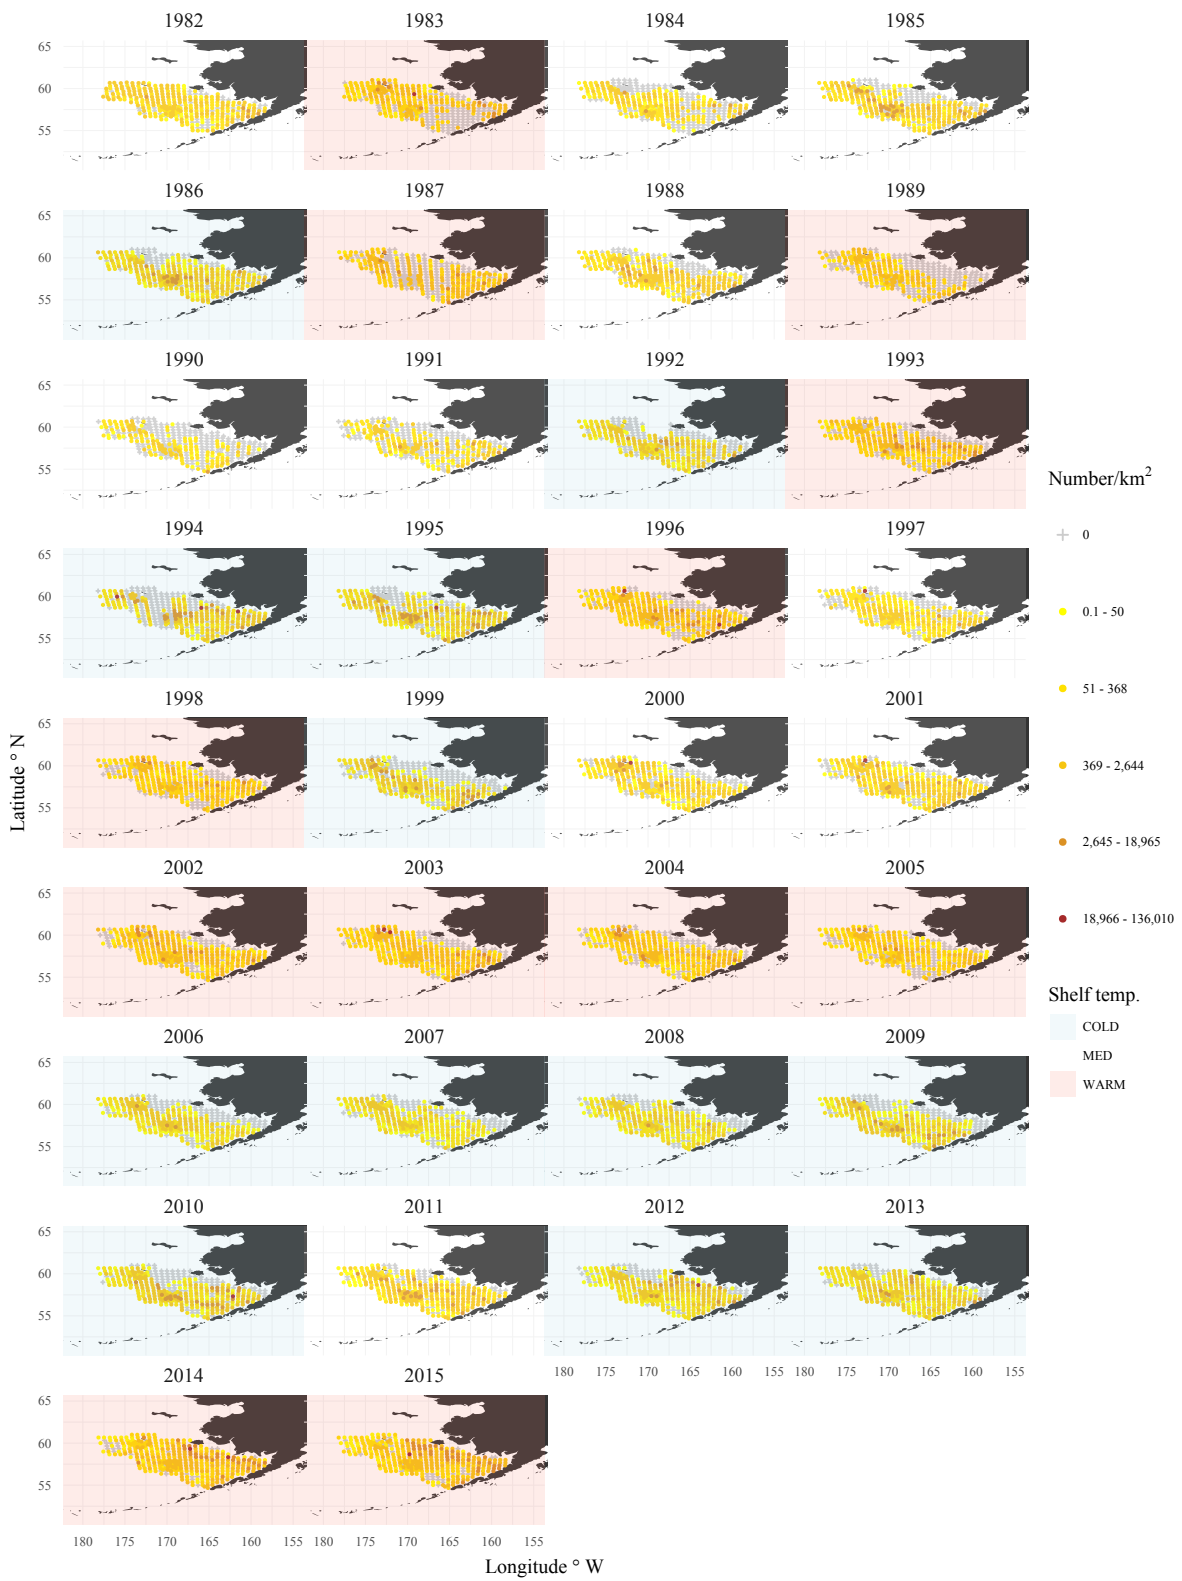 1982 1983 1984 1985
65
60
55
1986 1987 1988 1989
65
60
55
1990 1991 1992 1993
65
60
55
Number/km²
0
1994 1995 1996 1997
65
60
55
0.1 - 50
51 - 368
1998 1999 2000 2001
65
60
55
369 - 2,644
Latitude ° N
2,645 - 18,965
2002 2003 2004 2005
65
60
55
18,966 - 136,010
Shelf temp.
COLD
MED
WARM
2006 2007 2008 2009
65
60
55
2010 2011 2012 2013
65
60
55
180 175 170 165 160 155 180 175 170 165 160 155
2014 2015
65
60
55
180 175 170 165 160 155 180 175 170 165 160 155
Longitude ° W